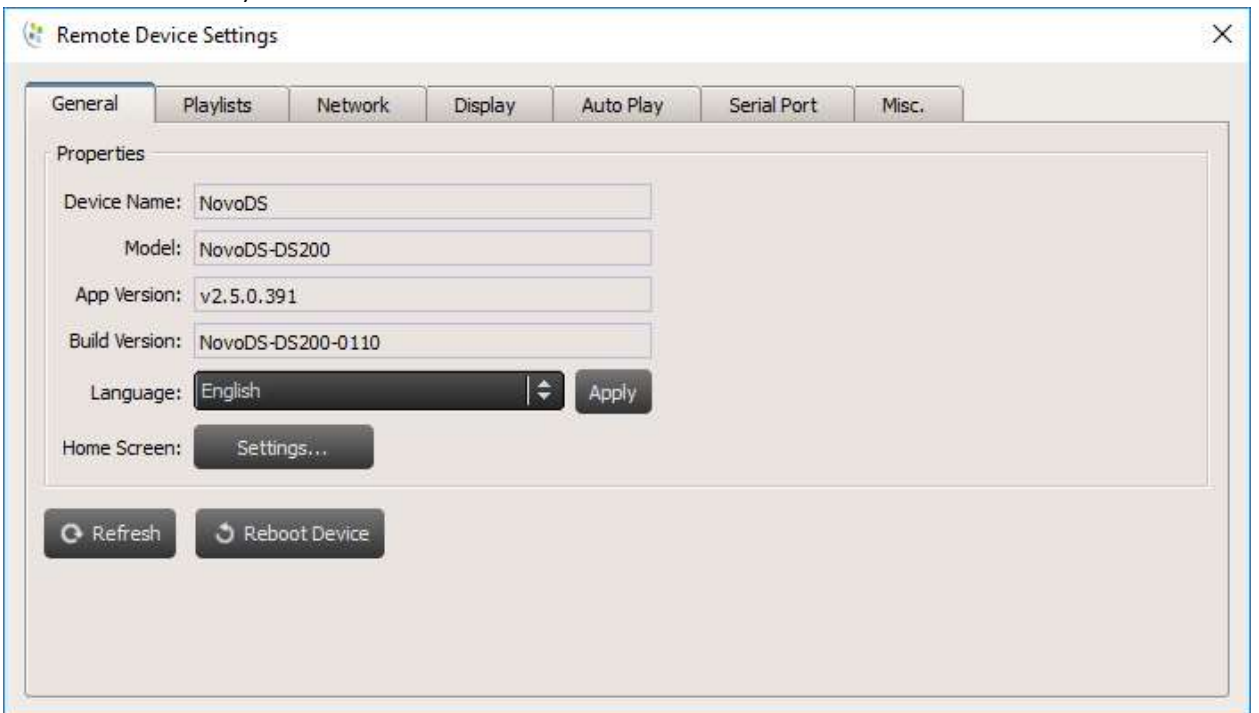 Remote Device Settings
General Playlists Network Display Auto Play Serial Port Misc.
Properties
Device Name: NovoDS
Model: NovoDS-DS200
App Version: v2.5.0.391
Build Version: NovoDS-DS200-0110
Language: English Apply
Home Screen: Settings...
Refresh Reboot Device